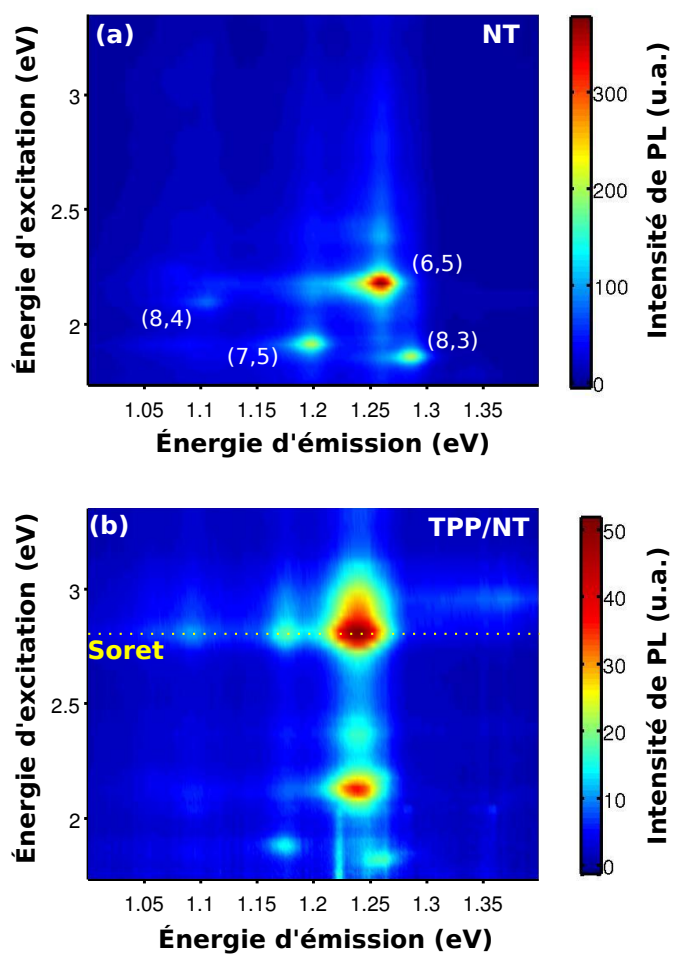 (a)
NT
Énergie d'excitation (eV)
3
2.5
2
(6,5)
(8,4)
(7,5)
(8,3)
1.05 1.1 1.15 1.2 1.25 1.3 1.35
Énergie d'émission (eV)
300
200
100
0
Intensité de PL (u.a.)
(b)
TPP/NT
Énergie d'excitation (eV)
3
2.5
2
Soret
1.05 1.1 1.15 1.2 1.25 1.3 1.35
Énergie d'émission (eV)
50
40
30
20
10
0
Intensité de PL (u.a.)